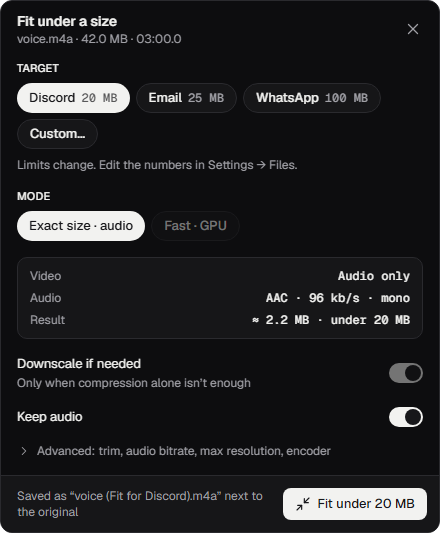 Fit under a size
voice.m4a · 42.0 MB · 03:00.0
TARGET
Discord 20 MB
Email 25 MB
WhatsApp 100 MB
Custom…
Limits change. Edit the numbers in Settings → Files.
MODE
Exact size · audio
Fast · GPU
Video Audio only
Audio AAC · 96 kb/s · mono
Result ≈ 2.2 MB · under 20 MB
Downscale if needed
Only when compression alone isn’t enough
Keep audio
Advanced: trim, audio bitrate, max resolution, encoder
Saved as “voice (Fit for Discord).m4a” next to
the original
Fit under 20 MB